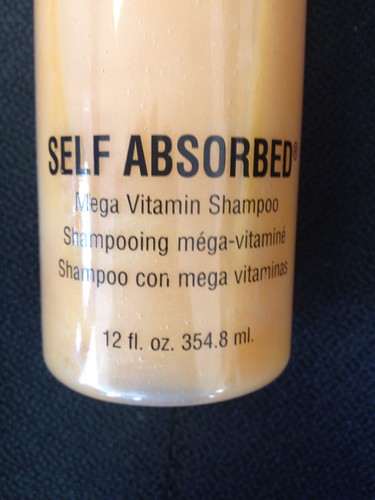 SELF ABSORBED®
Mega Vitamin Shampoo
Shampooing méga-vitaminé
Shampoo con mega vitaminas
12 fl. oz. 354.8 ml.